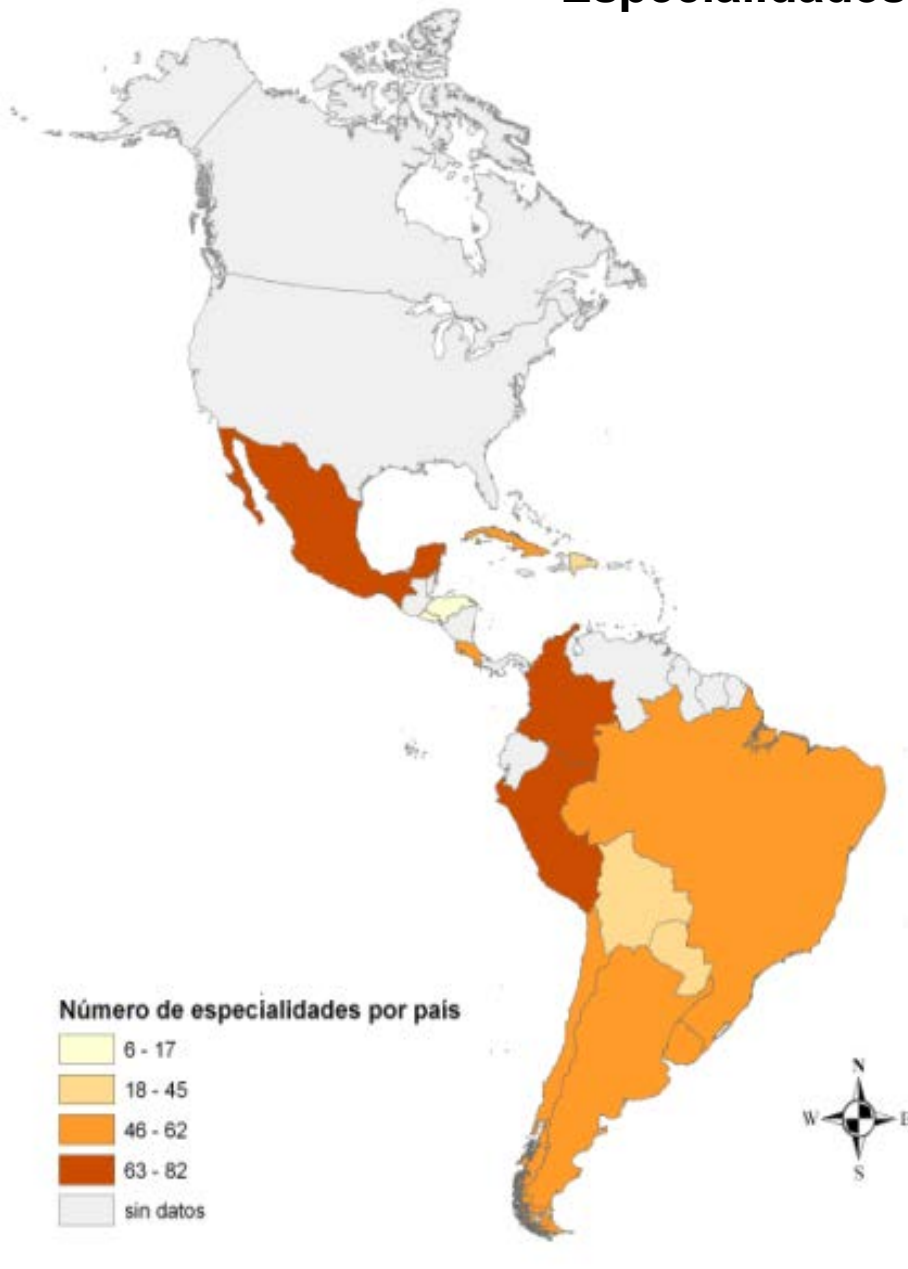 Especialidades
Número de especialidades por país
6 - 17
18 - 45
46 - 62
63 - 82
sin datos
N
W E
S